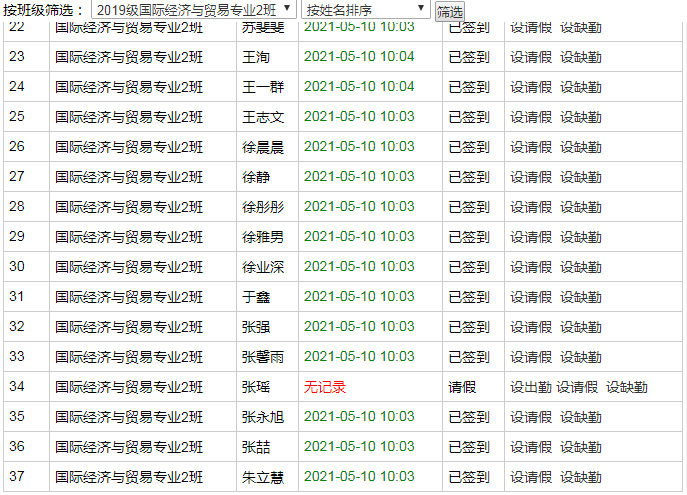 按班级筛选： 2019级国际经济与贸易专业2班 按姓名排序 筛选
22 国际经济与贸易专业2班 苏斐斐 2021-05-10 10:03 已签到 设请假 设缺勤
23 国际经济与贸易专业2班 王洵 2021-05-10 10:04 已签到 设请假 设缺勤
24 国际经济与贸易专业2班 王一群 2021-05-10 10:04 已签到 设请假 设缺勤
25 国际经济与贸易专业2班 王志文 2021-05-10 10:03 已签到 设请假 设缺勤
26 国际经济与贸易专业2班 徐晨晨 2021-05-10 10:03 已签到 设请假 设缺勤
27 国际经济与贸易专业2班 徐静 2021-05-10 10:03 已签到 设请假 设缺勤
28 国际经济与贸易专业2班 徐彤彤 2021-05-10 10:03 已签到 设请假 设缺勤
29 国际经济与贸易专业2班 徐雅男 2021-05-10 10:03 已签到 设请假 设缺勤
30 国际经济与贸易专业2班 徐业深 2021-05-10 10:03 已签到 设请假 设缺勤
31 国际经济与贸易专业2班 于鑫 2021-05-10 10:03 已签到 设请假 设缺勤
32 国际经济与贸易专业2班 张强 2021-05-10 10:03 已签到 设请假 设缺勤
33 国际经济与贸易专业2班 张馨雨 2021-05-10 10:03 已签到 设请假 设缺勤
34 国际经济与贸易专业2班 张瑶 无记录 请假 设出勤 设请假 设缺勤
35 国际经济与贸易专业2班 张永旭 2021-05-10 10:03 已签到 设请假 设缺勤
36 国际经济与贸易专业2班 张喆 2021-05-10 10:03 已签到 设请假 设缺勤
37 国际经济与贸易专业2班 朱立慧 2021-05-10 10:03 已签到 设请假 设缺勤